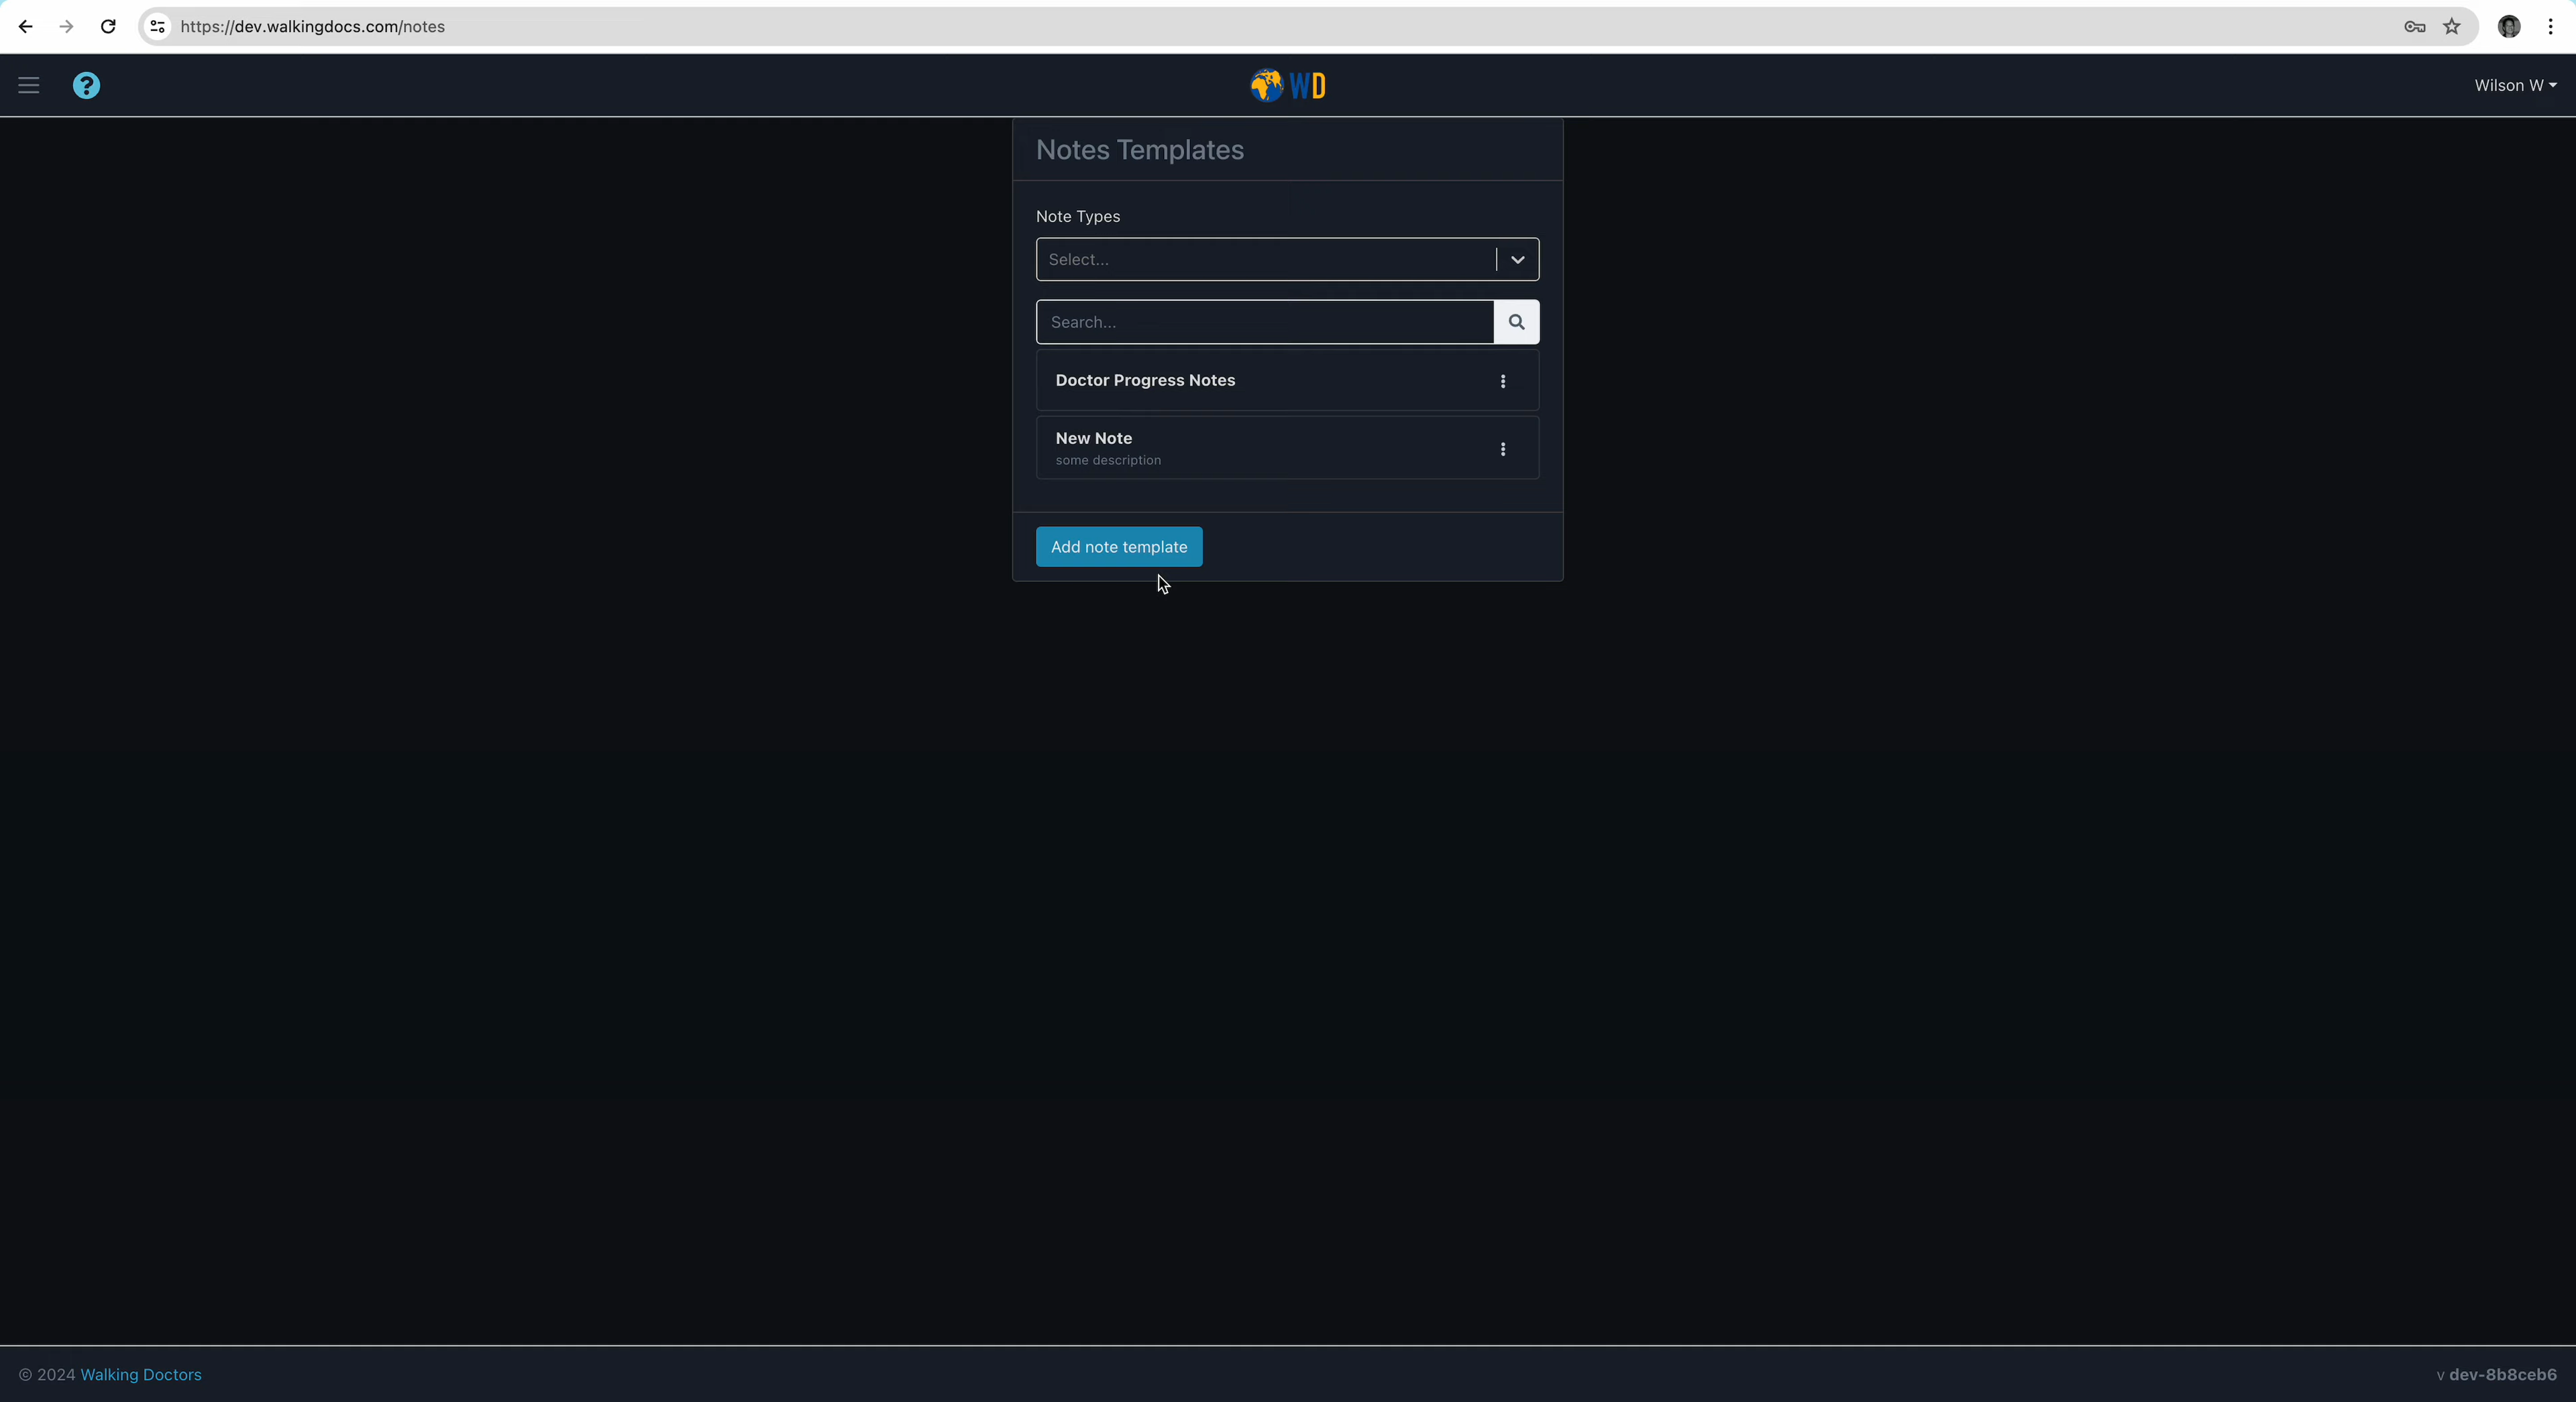 https://dev.walkingdocs.com/notes
?
WD
Wilson W
Notes Templates
Note Types
Select...
Search...
Doctor Progress Notes
New Note
some description
Add note template
© 2024 Walking Doctors
v dev-8b8ceb6